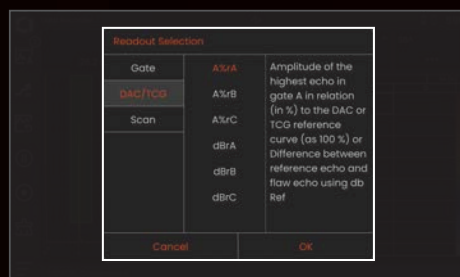 Readout Selection
Gate
DAC/TCG
Scan
A%rA
A%rB
A%rC
dBrA
dBrB
dBrC
Amplitude of the
highest echo in
gate A in relation
(in %) to the DAC or
TCG reference
curve (as 100 %) or
Difference between
reference echo and
flaw echo using db
Ref
Cancel
OK